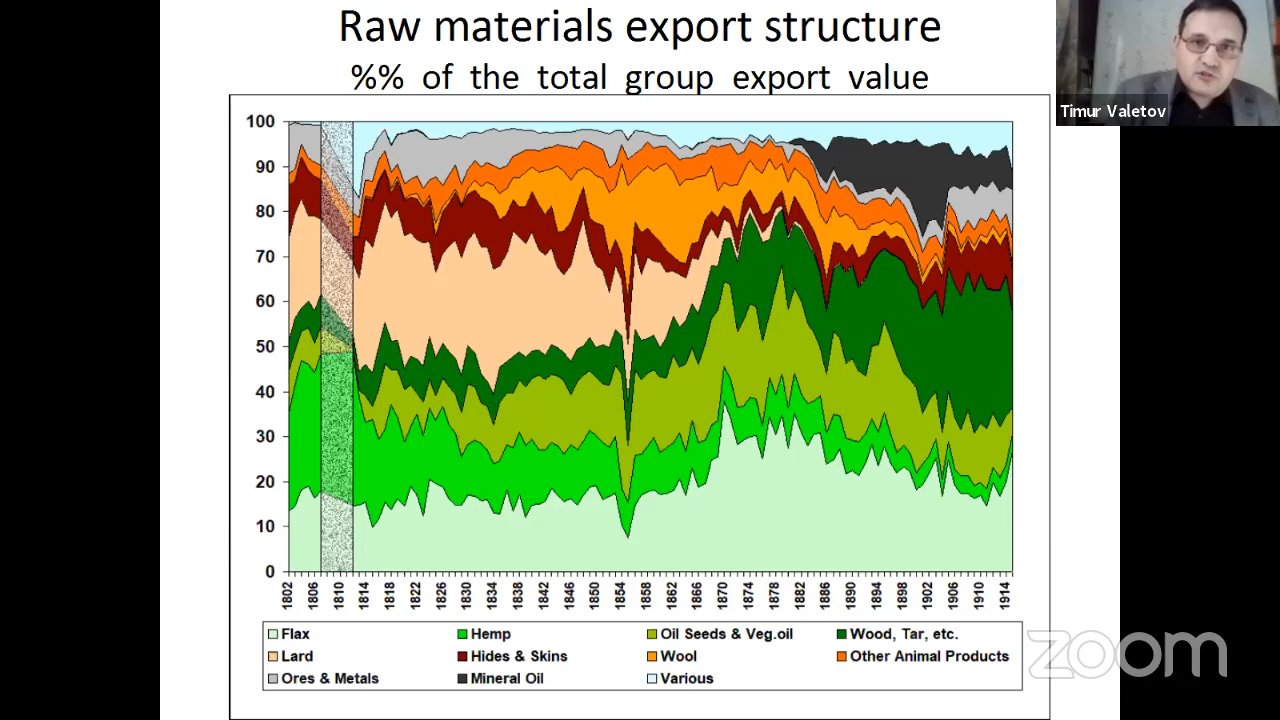 Raw materials export structure
%% of the total group export value
Timur Valetov
100
90
80
70
60
50
40
30
20
10
0
1802 1806 1810 1814 1818 1822 1826 1830 1834 1838 1842 1846 1850 1854 1858 1862 1866 1870 1874 1878 1882 1886 1890 1894 1898 1902 1906 1910 1914
Flax Hemp Oil Seeds & Veg.oil Wood, Tar, etc.
Lard Hides & Skins Wool Other Animal Products
Ores & Metals Mineral Oil Various
zoom